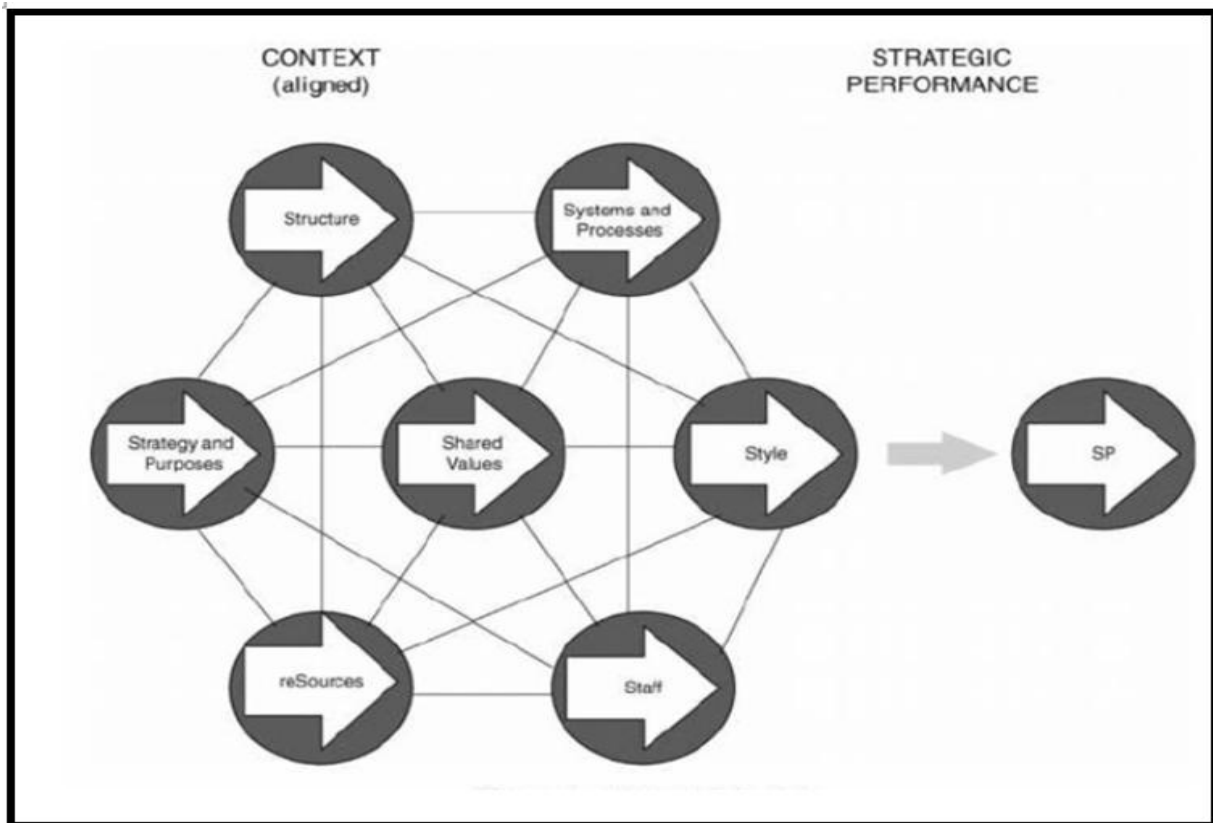 CONTEXT
(aligned)
STRATEGIC
PERFORMANCE
Structure
Systems and
Processes
Strategy and
Purposes
Shared
Values
Style
SP
reSources
Staff